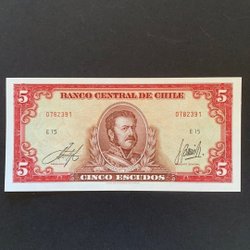 BANCO CENTRAL DE CHILE
5 5
0782391 0782391
E 15 E 15
CINCO ESCUDOS
5 5